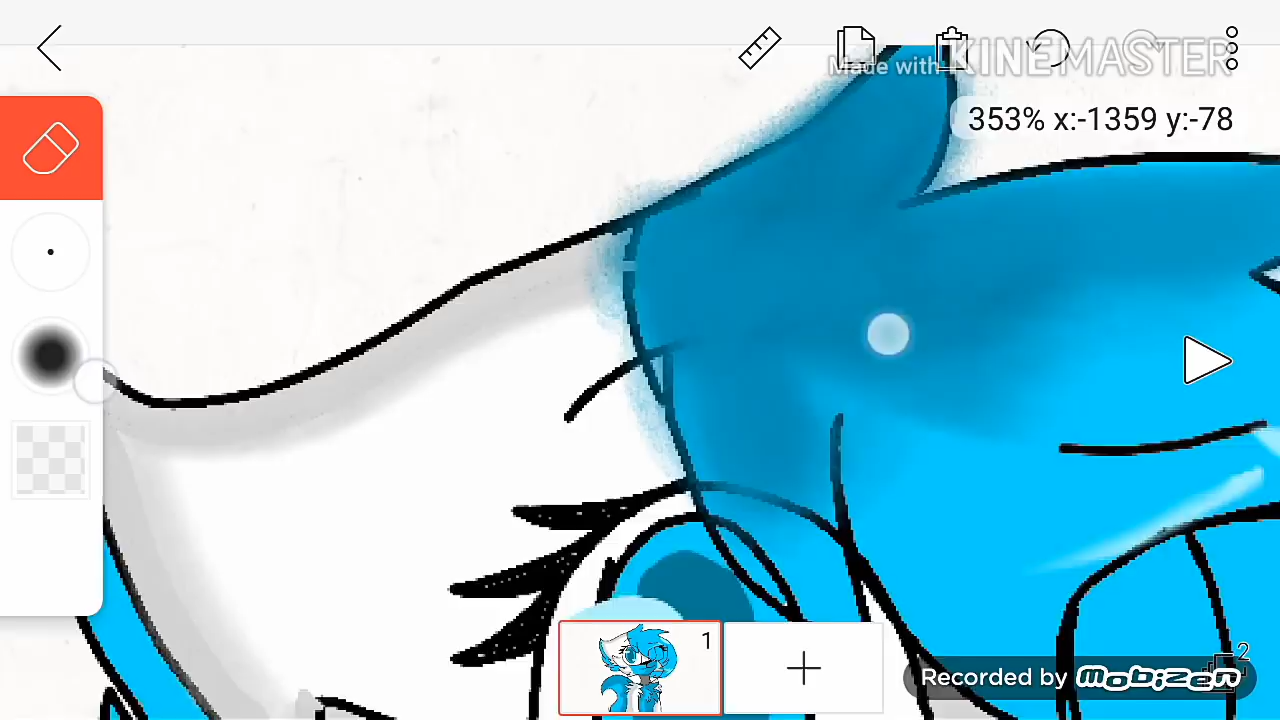 Made with KINEMASTER
353% x:-1359 y:-78
1
2
Recorded by mobizen